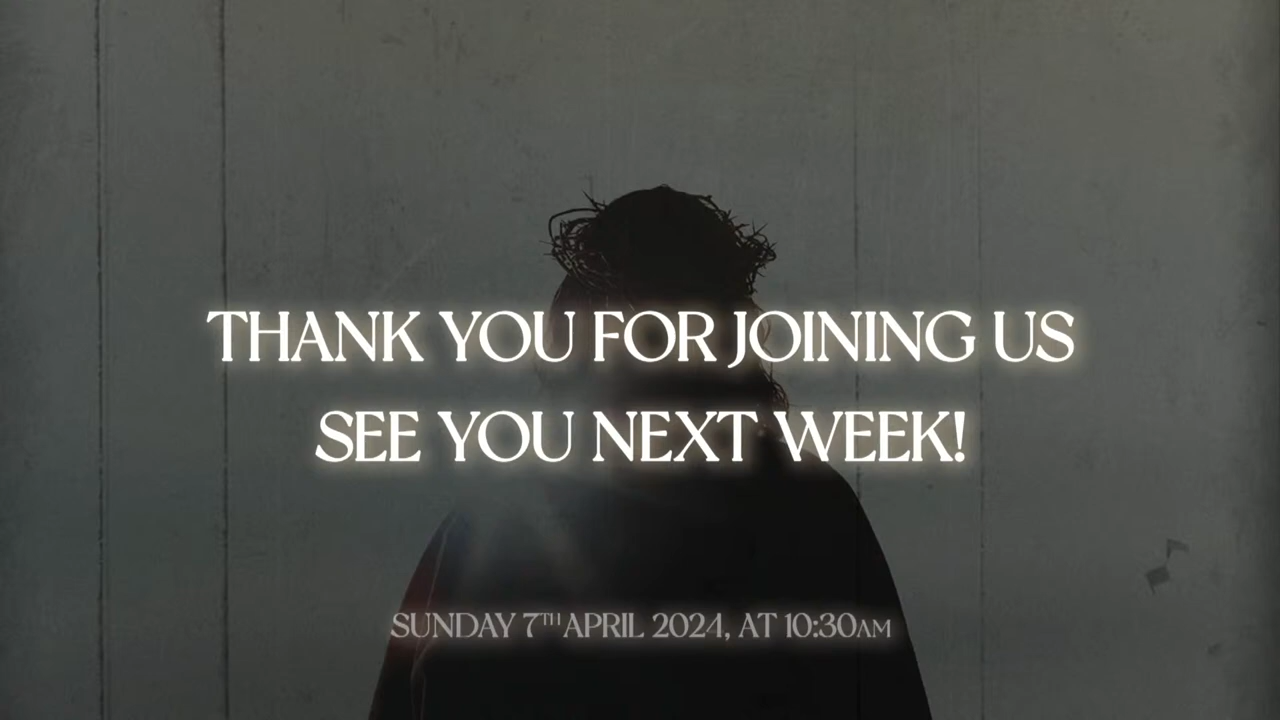 THANK YOU FOR JOINING US
SEE YOU NEXT WEEK!
SUNDAY 7TH APRIL 2024, AT 10:30AM